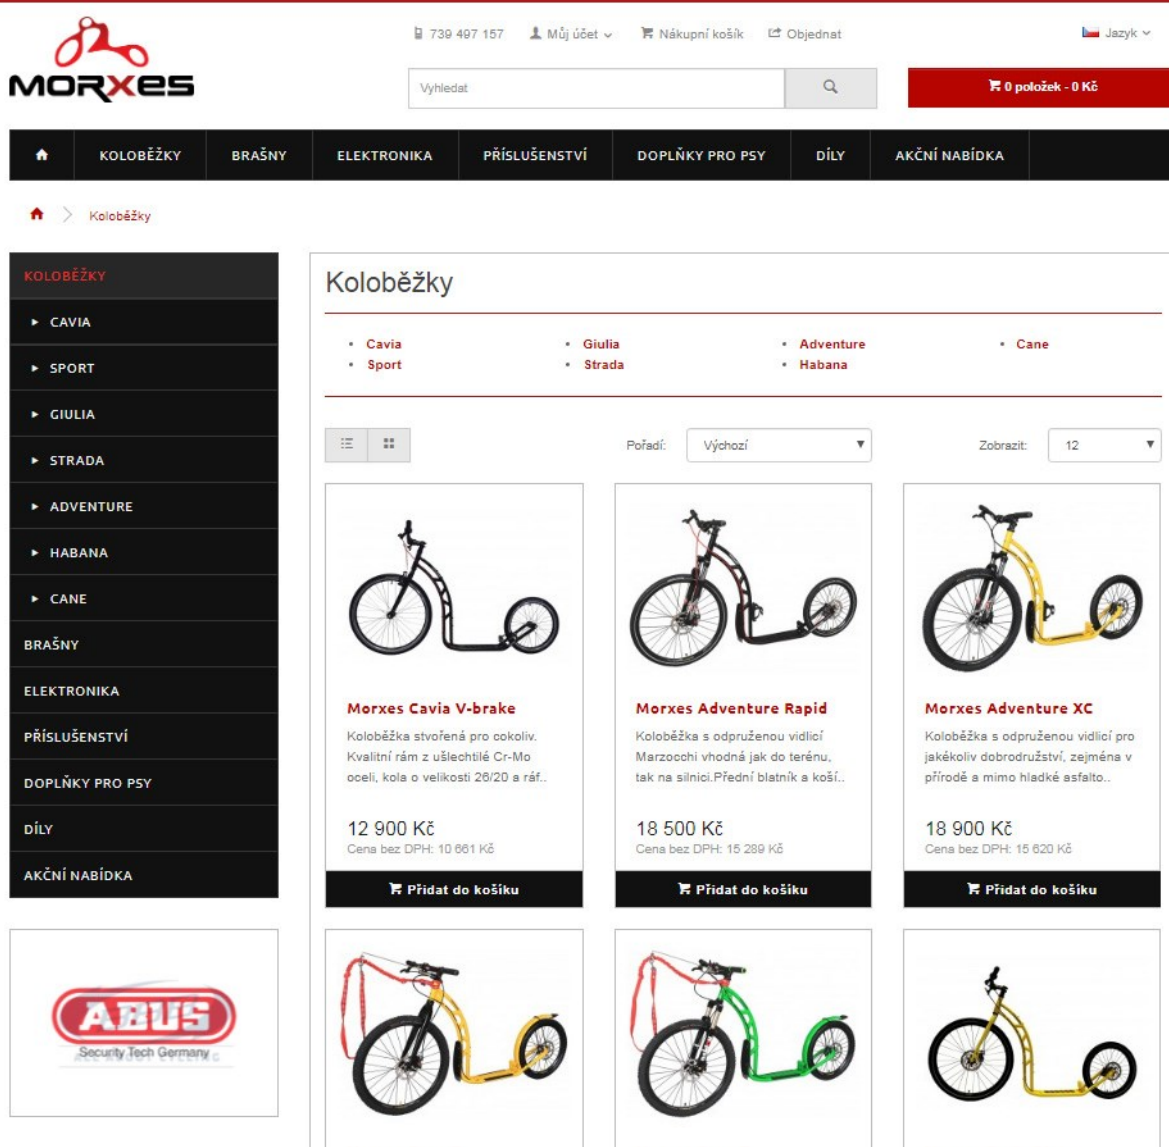 MORXES
739 497 157 Můj účet Nákupní košík Objednat Jazyk
Vyhledat
0 položek - 0 Kč
KOLOBĚŽKY BRAŠNY ELEKTRONIKA PŘÍSLUŠENSTVÍ DOPLŇKY PRO PSY DÍLY AKČNÍ NABÍDKA
Koloběžky
KOLOBĚŽKY
CAVIA
SPORT
GIULIA
STRADA
ADVENTURE
HABANA
CANE
BRAŠNY
ELEKTRONIKA
PŘÍSLUŠENSTVÍ
DOPLŇKY PRO PSY
DÍLY
AKČNÍ NABÍDKA
ABUS
Security Tech Germany
Koloběžky
Cavia Giulia Adventure Cane
Sport Strada Habana
Pořadí: Výchozí Zobrazit: 12
Morxes Cavia V-brake
Koloběžka stvořená pro cokoliv.
Kvalitní rám z ušlechtilé Cr-Mo
oceli, kola o velikosti 26/20 a ráf..
12 900 Kč
Cena bez DPH: 10 661 Kč
Přidat do košíku
Morxes Adventure Rapid
Koloběžka s odpruženou vidlicí
Marzocchi vhodná jak do terénu,
tak na silnici.Přední blatník a koší..
18 500 Kč
Cena bez DPH: 15 289 Kč
Přidat do košíku
Morxes Adventure XC
Koloběžka s odpruženou vidlicí pro
jakékoliv dobrodružství, zejména v
přírodě a mimo hladké asfalto..
18 900 Kč
Cena bez DPH: 15 620 Kč
Přidat do košíku